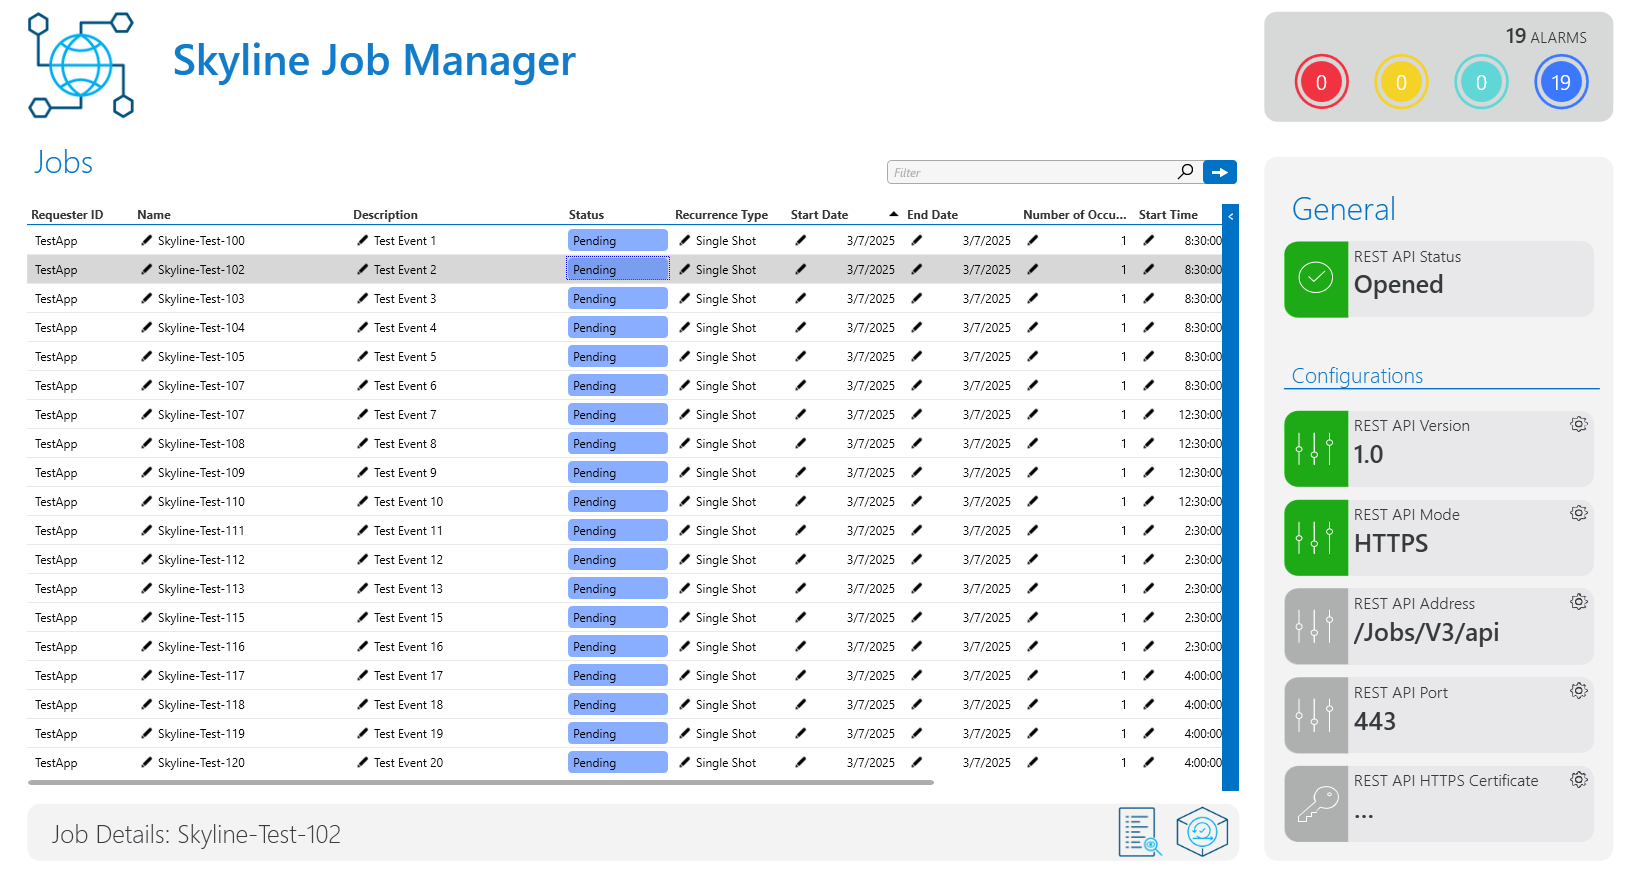 Skyline Job Manager
19 ALARMS
0 0 0 19
Jobs
Filter
Requester ID Name Description Status Recurrence Type Start Date End Date Number of Occu... Start Time <
TestApp Skyline-Test-100 Test Event 1 Pending Single Shot 3/7/2025 3/7/2025 1 8:30:00
TestApp Skyline-Test-102 Test Event 2 Pending Single Shot 3/7/2025 3/7/2025 1 8:30:00
TestApp Skyline-Test-103 Test Event 3 Pending Single Shot 3/7/2025 3/7/2025 1 8:30:00
TestApp Skyline-Test-104 Test Event 4 Pending Single Shot 3/7/2025 3/7/2025 1 8:30:00
TestApp Skyline-Test-105 Test Event 5 Pending Single Shot 3/7/2025 3/7/2025 1 8:30:00
TestApp Skyline-Test-107 Test Event 6 Pending Single Shot 3/7/2025 3/7/2025 1 8:30:00
TestApp Skyline-Test-107 Test Event 7 Pending Single Shot 3/7/2025 3/7/2025 1 12:30:00
TestApp Skyline-Test-108 Test Event 8 Pending Single Shot 3/7/2025 3/7/2025 1 12:30:00
TestApp Skyline-Test-109 Test Event 9 Pending Single Shot 3/7/2025 3/7/2025 1 12:30:00
TestApp Skyline-Test-110 Test Event 10 Pending Single Shot 3/7/2025 3/7/2025 1 12:30:00
TestApp Skyline-Test-111 Test Event 11 Pending Single Shot 3/7/2025 3/7/2025 1 2:30:00
TestApp Skyline-Test-112 Test Event 12 Pending Single Shot 3/7/2025 3/7/2025 1 2:30:00
TestApp Skyline-Test-113 Test Event 13 Pending Single Shot 3/7/2025 3/7/2025 1 2:30:00
TestApp Skyline-Test-115 Test Event 15 Pending Single Shot 3/7/2025 3/7/2025 1 2:30:00
TestApp Skyline-Test-116 Test Event 16 Pending Single Shot 3/7/2025 3/7/2025 1 2:30:00
TestApp Skyline-Test-117 Test Event 17 Pending Single Shot 3/7/2025 3/7/2025 1 4:00:00
TestApp Skyline-Test-118 Test Event 18 Pending Single Shot 3/7/2025 3/7/2025 1 4:00:00
TestApp Skyline-Test-119 Test Event 19 Pending Single Shot 3/7/2025 3/7/2025 1 4:00:00
TestApp Skyline-Test-120 Test Event 20 Pending Single Shot 3/7/2025 3/7/2025 1 4:00:00
Job Details: Skyline-Test-102
General
REST API Status
Opened
Configurations
REST API Version
1.0
REST API Mode
HTTPS
REST API Address
/Jobs/V3/api
REST API Port
443
REST API HTTPS Certificate
...